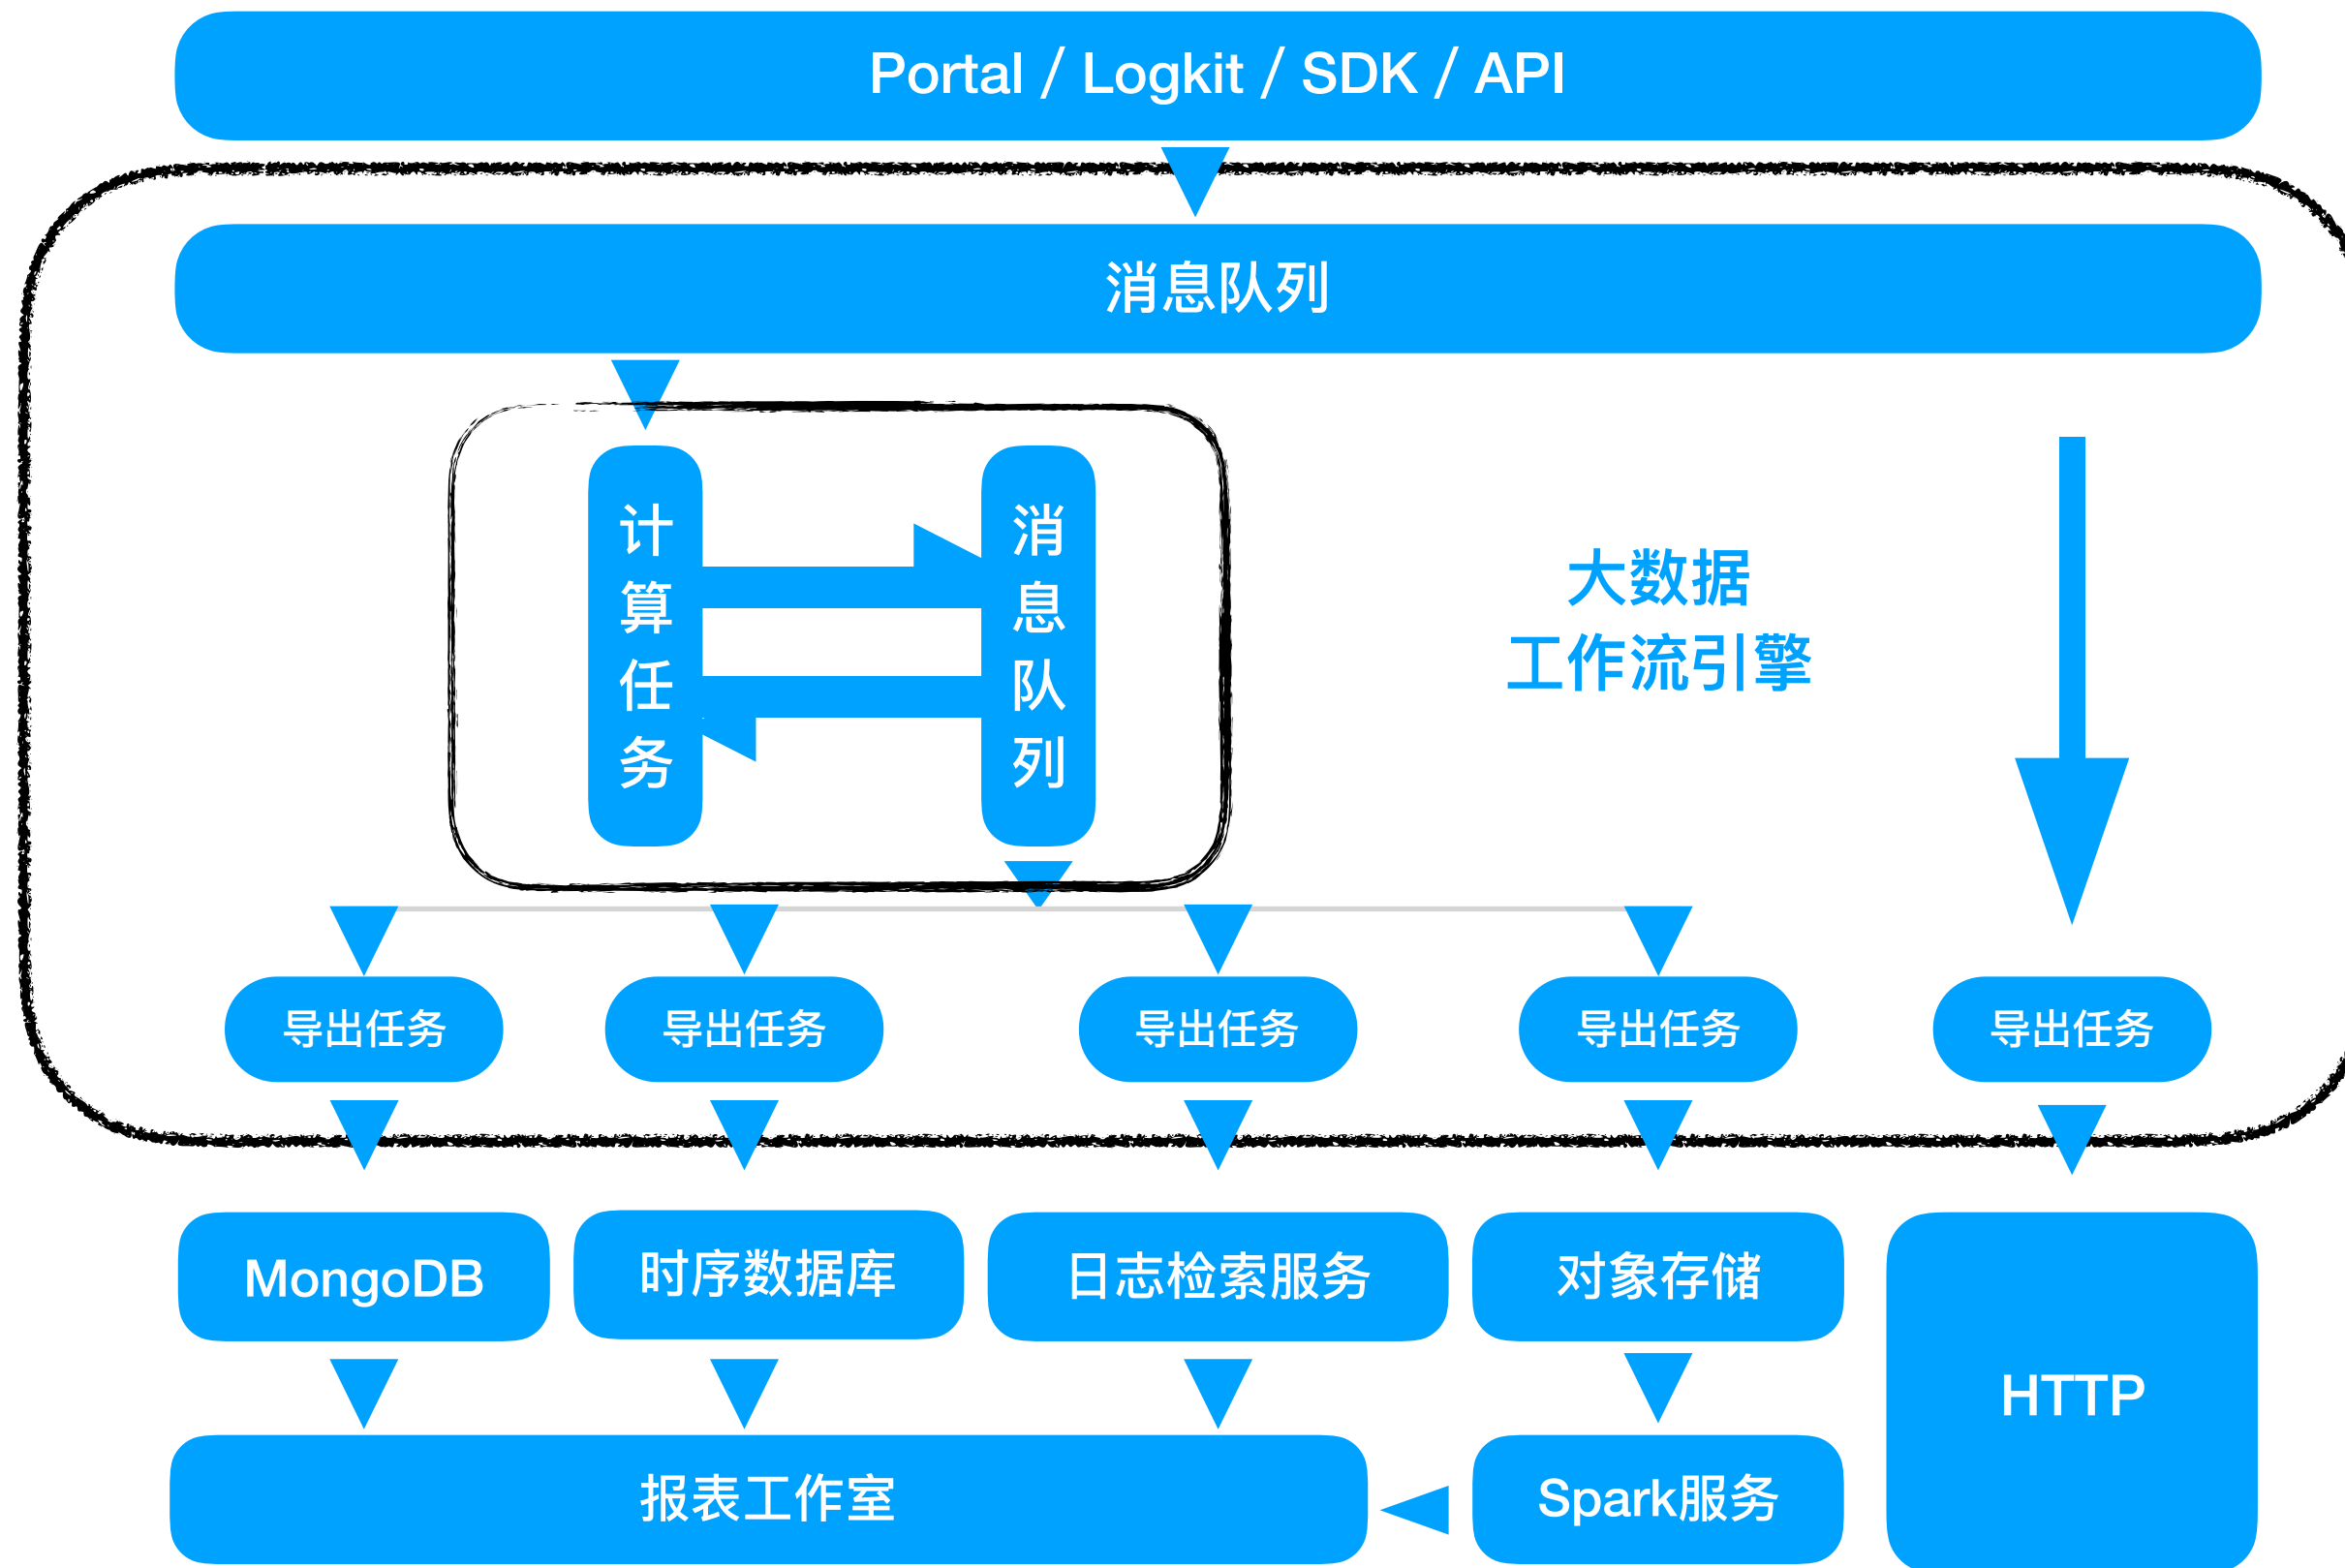 Portal / Logkit / SDK / API
消息队列
计算任务
消息队列
大数据
工作流引擎
导出任务
导出任务
导出任务
导出任务
导出任务
MongoDB
时序数据库
日志检索服务
对象存储
HTTP
报表工作室
Spark服务